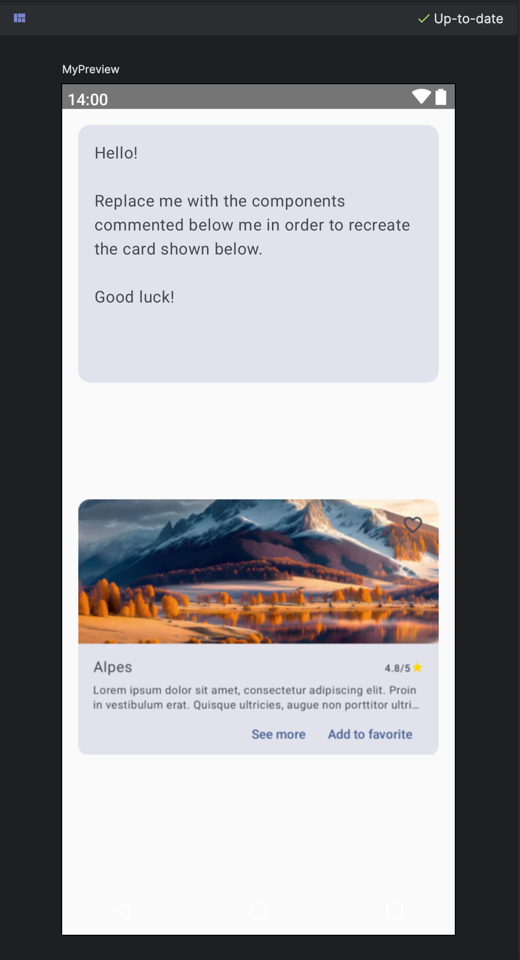 Up-to-date
MyPreview
14:00
Hello!
Replace me with the components
commented below me in order to recreate
the card shown below.
Good luck!
Alpes
4.8/5
Lorem ipsum dolor sit amet, consectetur adipiscing elit. Proin
in vestibulum erat. Quisque ultricies, augue non porttitor ultri...
See more Add to favorite